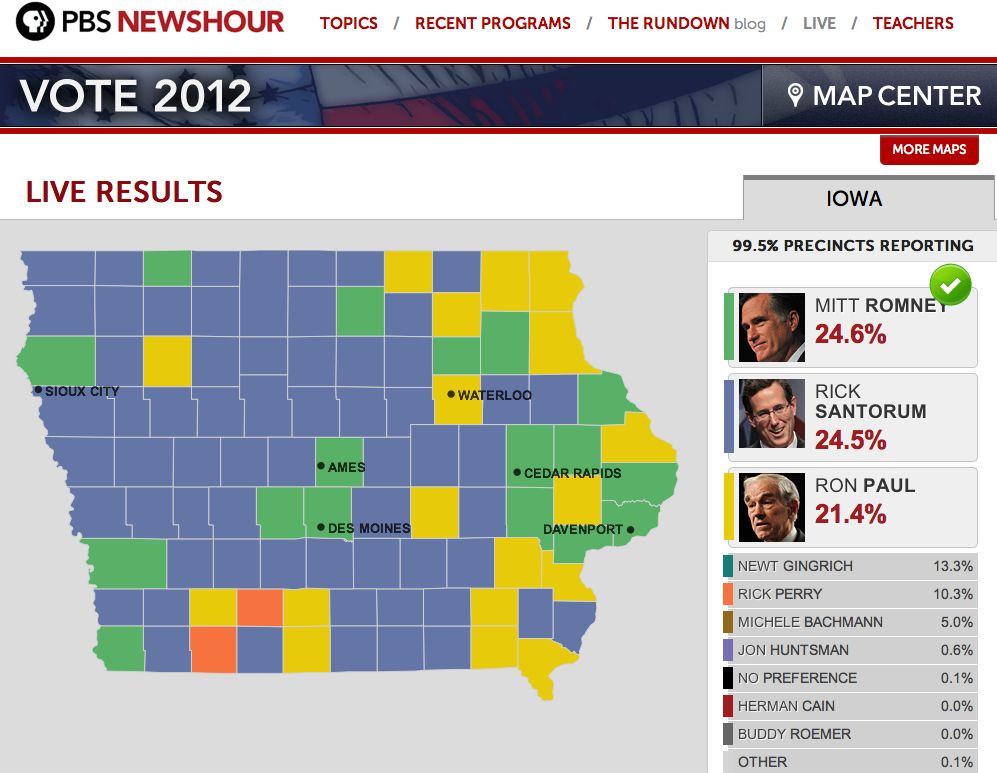 PBS NEWSHOUR
TOPICS / RECENT PROGRAMS / THE RUNDOWN blog / LIVE / TEACHERS
VOTE 2012
MAP CENTER
MORE MAPS
LIVE RESULTS
IOWA
99.5% PRECINCTS REPORTING
SIOUX CITY
WATERLOO
AMES
CEDAR RAPIDS
DES MOINES
DAVENPORT
MITT ROMNEY
24.6%
RICK
SANTORUM
24.5%
RON PAUL
21.4%
NEWT GINGRICH 13.3%
RICK PERRY 10.3%
MICHELE BACHMANN 5.0%
JON HUNTSMAN 0.6%
NO PREFERENCE 0.1%
HERMAN CAIN 0.0%
BUDDY ROEMER 0.0%
OTHER 0.1%